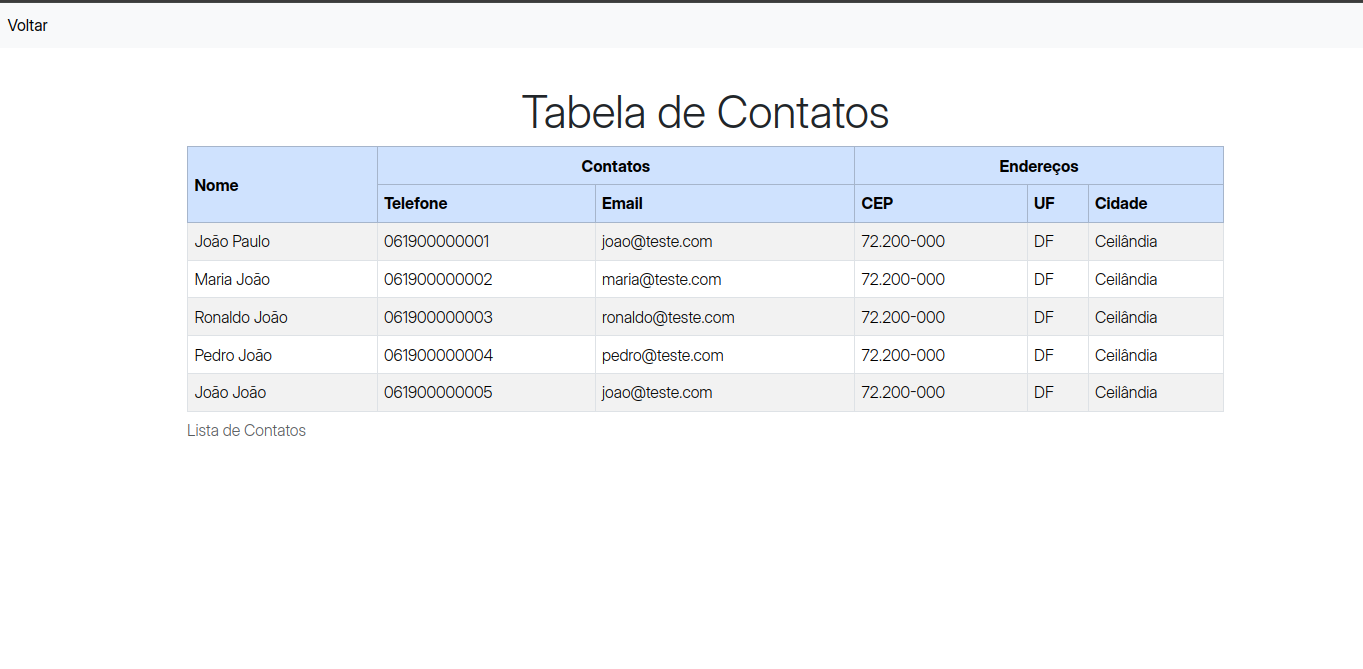 Voltar
Tabela de Contatos
Nome Contatos Endereços
Telefone Email CEP UF Cidade
João Paulo 061900000001 joao@teste.com 72.200-000 DF Ceilândia
Maria João 061900000002 maria@teste.com 72.200-000 DF Ceilândia
Ronaldo João 061900000003 ronaldo@teste.com 72.200-000 DF Ceilândia
Pedro João 061900000004 pedro@teste.com 72.200-000 DF Ceilândia
João João 061900000005 joao@teste.com 72.200-000 DF Ceilândia
Lista de Contatos